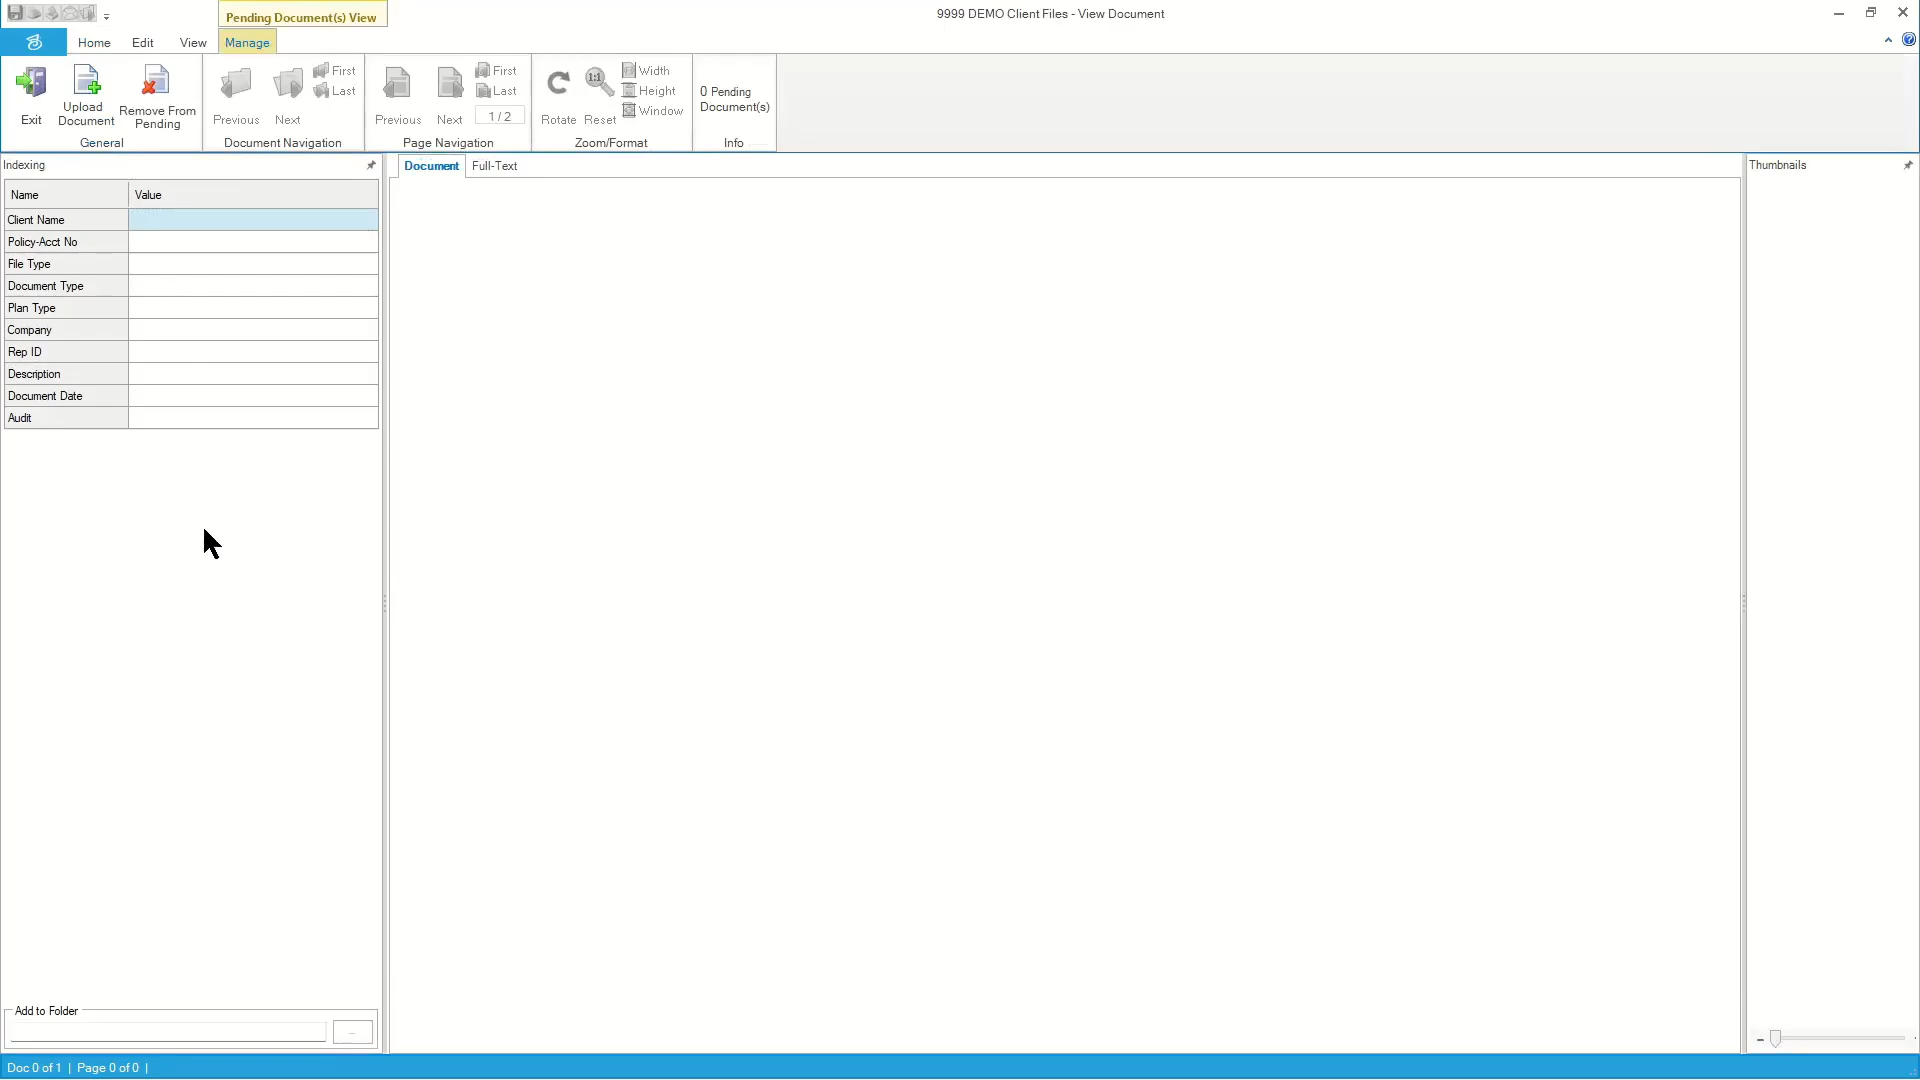 Pending Document(s) View
9999 DEMO Client Files - View Document
Home Edit View Manage
Exit
Upload Document
Remove From Pending
General
Previous Next First Last
Document Navigation
Previous Next First Last 1 / 2
Page Navigation
Rotate Reset 1:1 Width Height Window
Zoom/Format
0 Pending Document(s)
Info
Indexing
Name Value
Client Name
Policy-Acct No
File Type
Document Type
Plan Type
Company
Rep ID
Description
Document Date
Audit
Add to Folder
...
Document Full-Text
Thumbnails
Doc 0 of 1 | Page 0 of 0 |